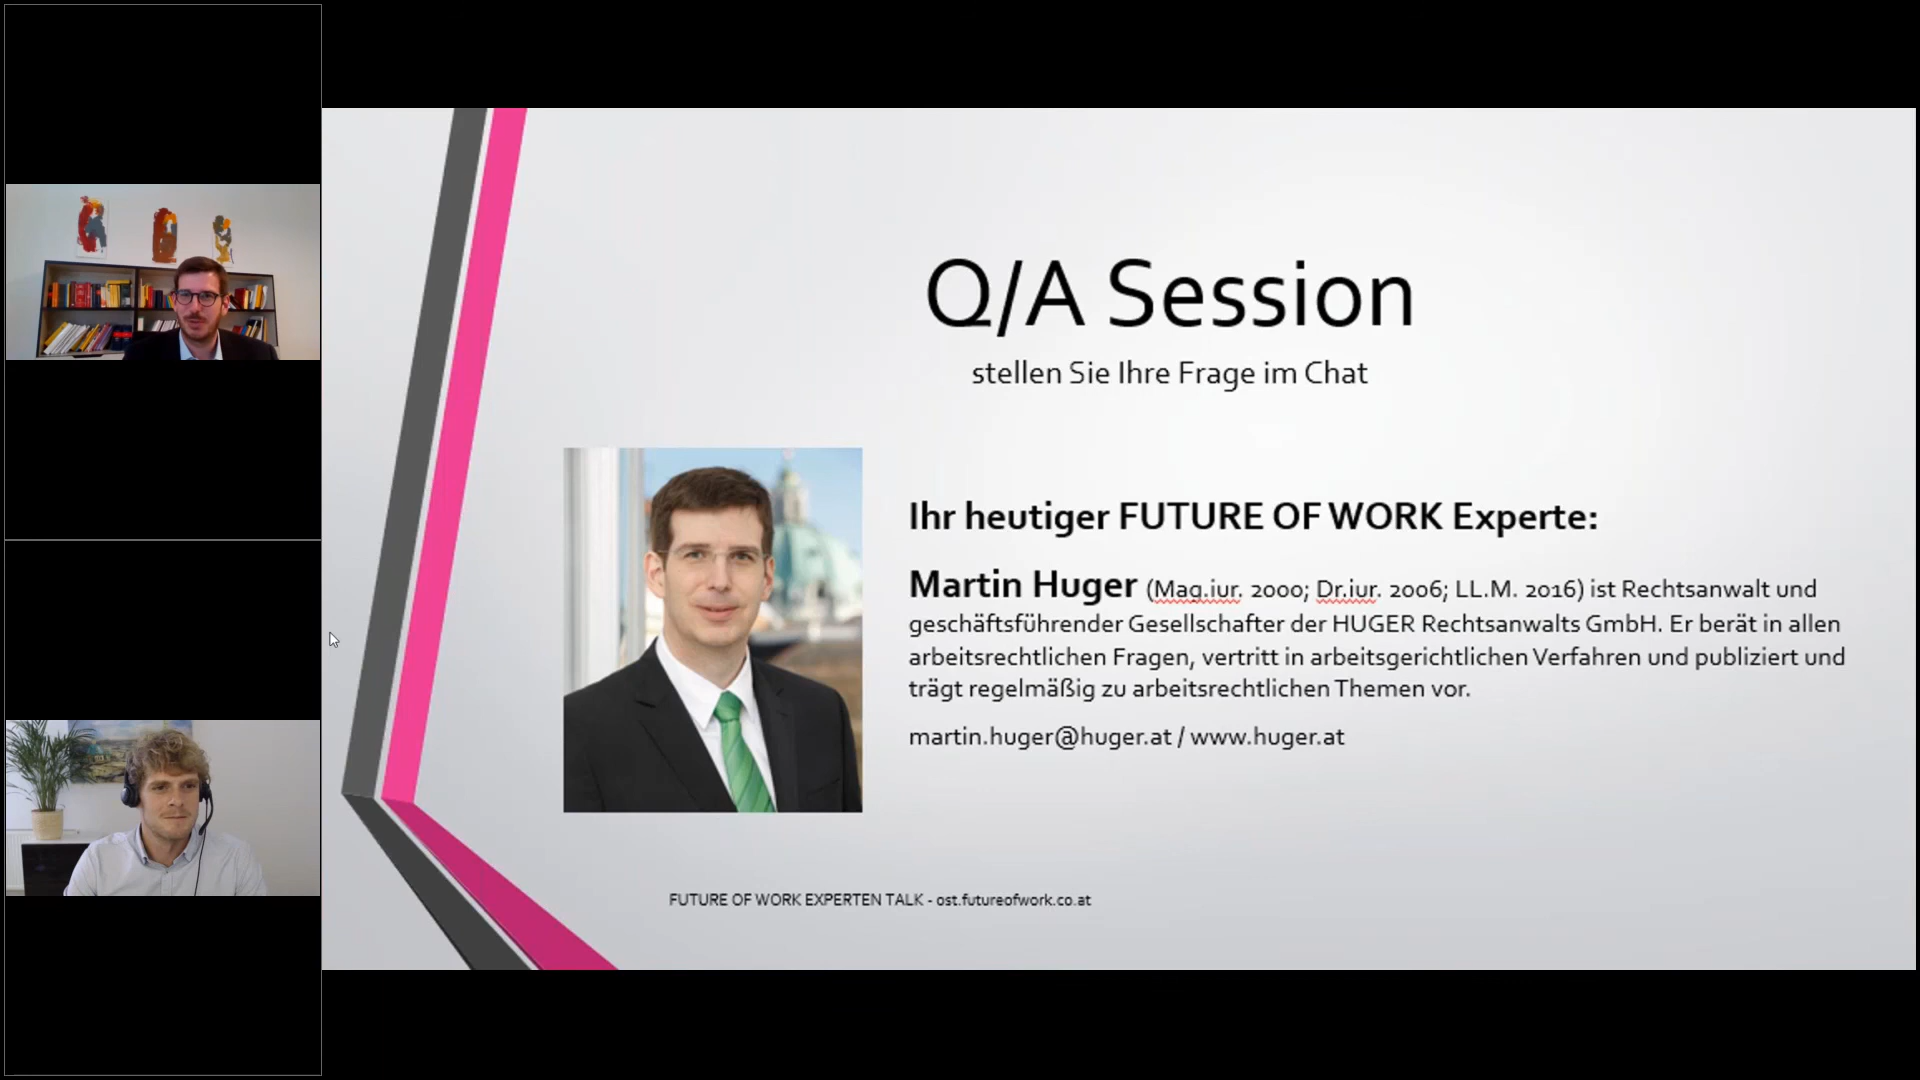 Q/A Session
stellen Sie Ihre Frage im Chat
Ihr heutiger FUTURE OF WORK Experte:
Martin Huger (Mag.iur. 2000; Dr.iur. 2006; LL.M. 2016) ist Rechtsanwalt und
geschäftsführender Gesellschafter der HUGER Rechtsanwalts GmbH. Er berät in allen
arbeitsrechtlichen Fragen, vertritt in arbeitsgerichtlichen Verfahren und publiziert und
trägt regelmäßig zu arbeitsrechtlichen Themen vor.
martin.huger@huger.at / www.huger.at
FUTURE OF WORK EXPERTEN TALK - ost.futureofwork.co.at